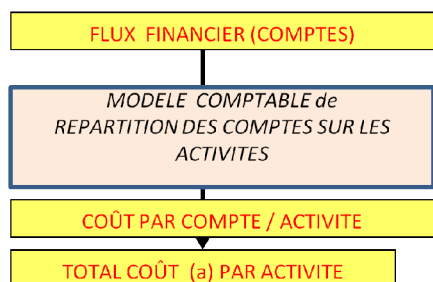 FLUX FINANCIER (COMPTES)
MODELE COMPTABLE de
REPARTITION DES COMPTES SUR LES
ACTIVITES
COÛT PAR COMPTE / ACTIVITE
TOTAL COÛT (a) PAR ACTIVITE